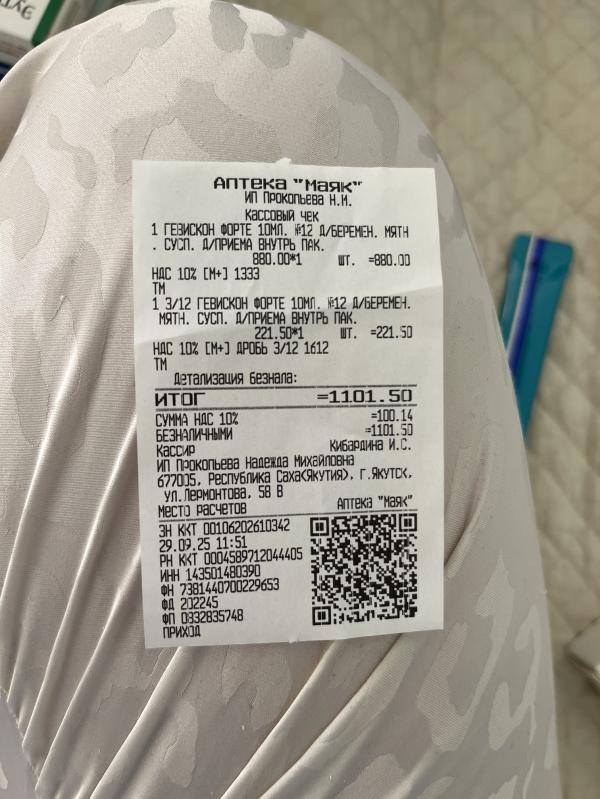 Аптека "Маяк"
ИП Прокопьева Н.М.
Кассовый чек
1 ГЕВИСКОН ФОРТЕ 10МЛ. №12 Д/БЕРЕМЕН. МЯТН
. СУСП. Д/ПРИЕМА ВНУТРЬ ПАК.
880.00*1 ШТ. =880.00
НДС 10% [М+] 1333
ТМ
1 3/12 ГЕВИСКОН ФОРТЕ 10МЛ. №12 Д/БЕРЕМЕН.
МЯТН. СУСП. Д/ПРИЕМА ВНУТРЬ ПАК.
221.50*1 ШТ. =221.50
НДС 10% [М+] ДРОБЬ 3/12 1612
ТМ
Детализация безнала:
ИТОГ =1101.50
СУММА НДС 10% =100.14
БЕЗНАЛИЧНЫМИ =1101.50
Кассир Кибардина И.С.
ИП Прокопьева Надежда Михайловна
677005, Республика Саха<Якутия>, г.Якутск,
ул.Лермонтова, 58 В
Место расчетов Аптека "Маяк"
ЗН ККТ 00106202610342
29.09.25 11:51
РН ККТ 0004589712044405
ИНН 143501480390
ФН 7381440700229653
ФД 202245
ФП 0332835748
ПРИХОД